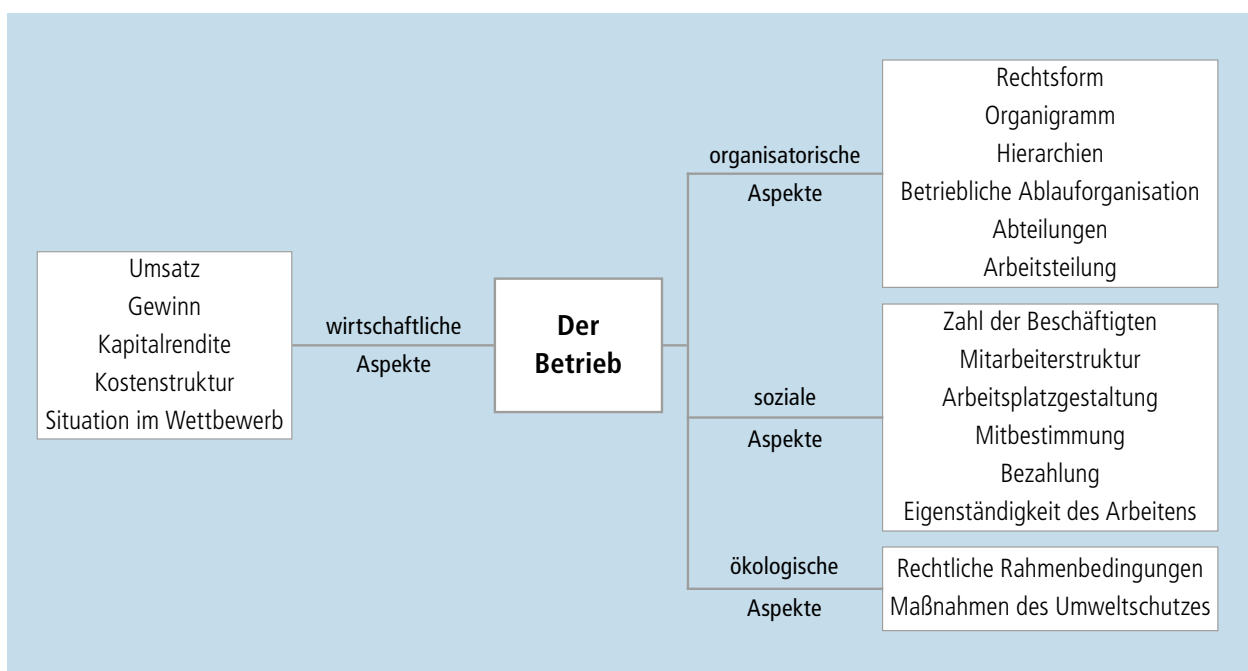 Umsatz
Gewinn
Kapitalrendite
Kostenstruktur
Situation im Wettbewerb
wirtschaftliche
Aspekte
Der
Betrieb
organisatorische
Aspekte
Rechtsform
Organigramm
Hierarchien
Betriebliche Ablauforganisation
Abteilungen
Arbeitsteilung
soziale
Aspekte
Zahl der Beschäftigten
Mitarbeiterstruktur
Arbeitsplatzgestaltung
Mitbestimmung
Bezahlung
Eigenständigkeit des Arbeitens
ökologische
Aspekte
Rechtliche Rahmenbedingungen
Maßnahmen des Umweltschutzes